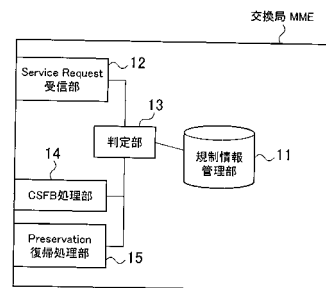 交換局 MME
Service Request
受信部
12
13
判定部
規制情報
管理部
11
14
CSFB処理部
Preservation
復帰処理部
15